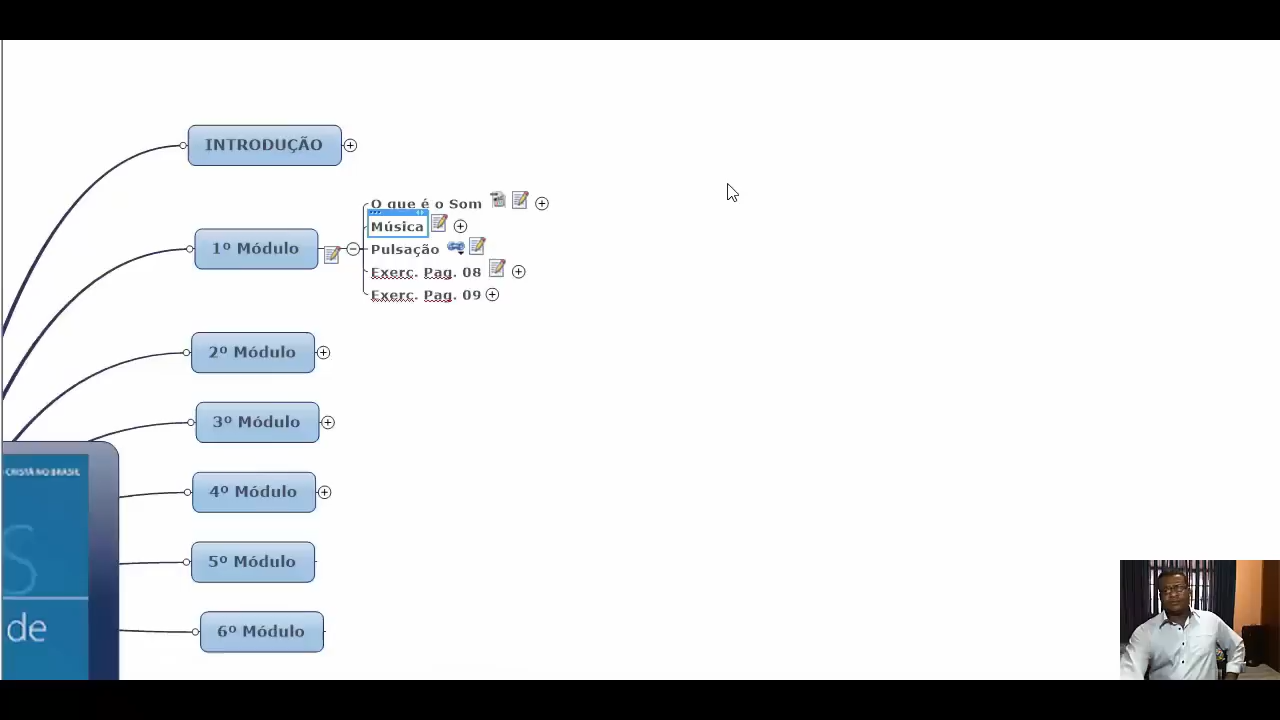 INTRODUÇÃO
1º Módulo
O que é o Som
Música
Pulsação
Exerc. Pag. 08
Exerc. Pag. 09
2º Módulo
3º Módulo
4º Módulo
5º Módulo
6º Módulo
CRISTÃ NO BRASIL
S
de